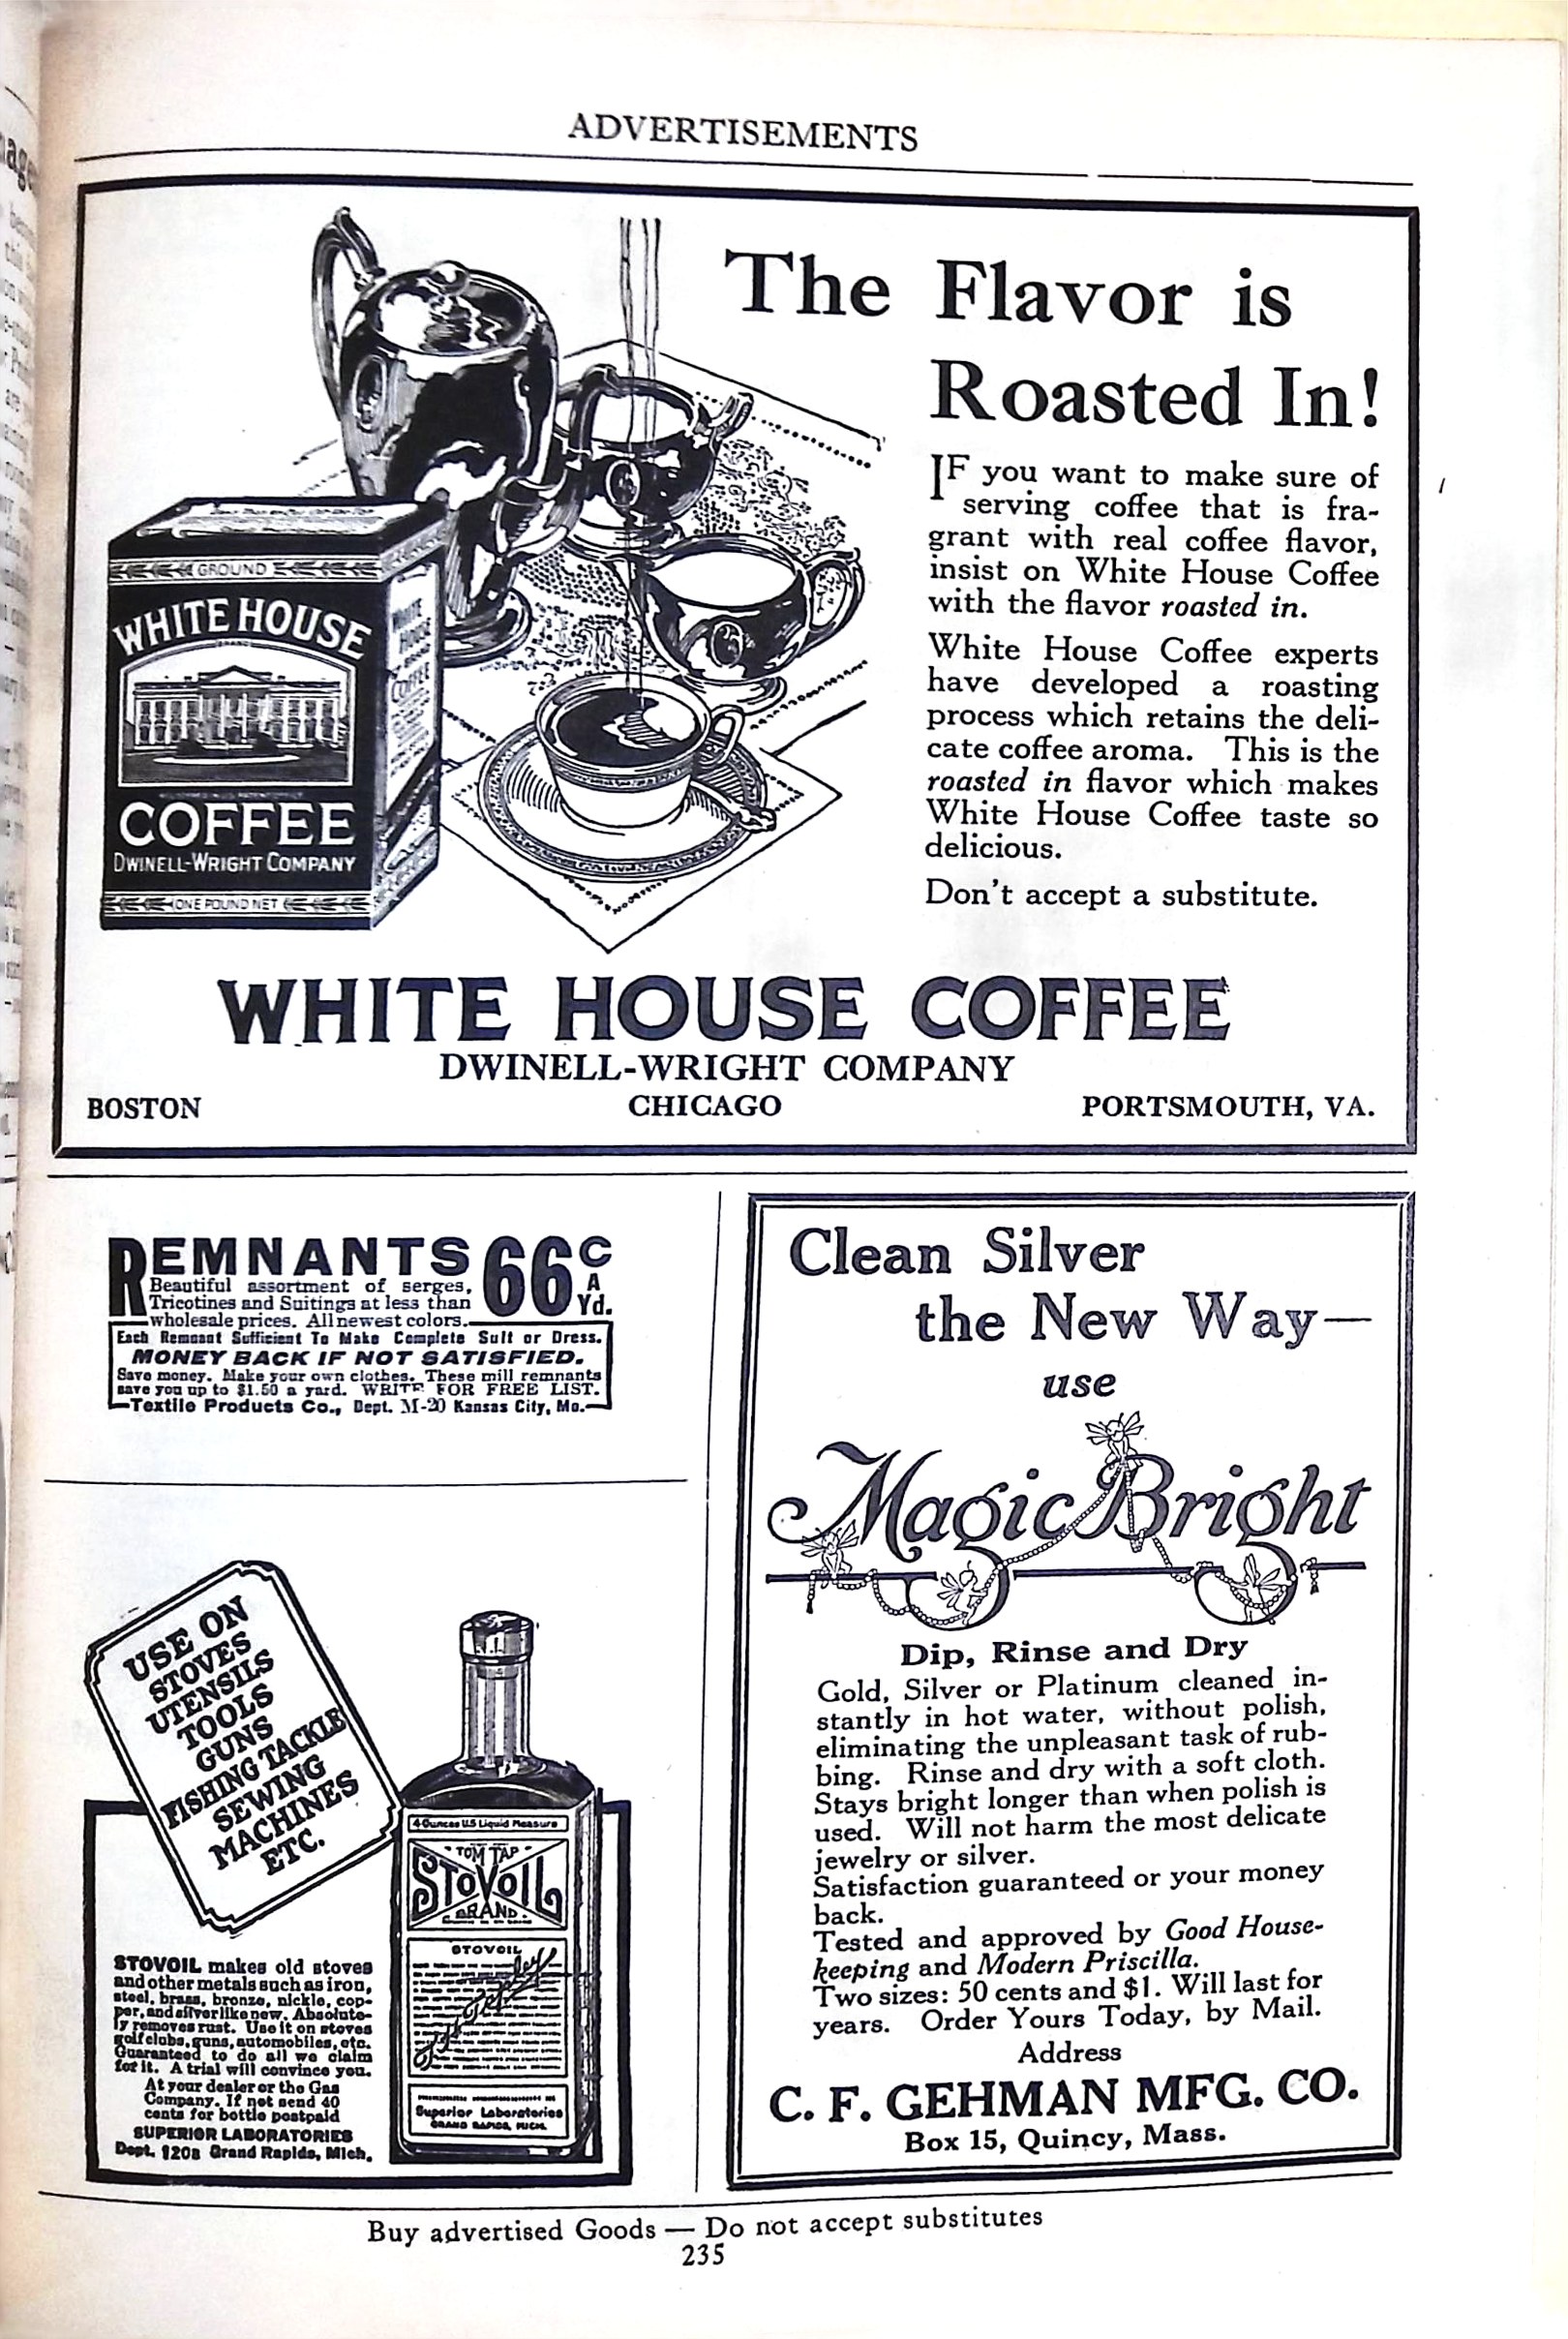 ADVERTISEMENTS
The Flavor is
Roasted In!
IF you want to make sure of
serving coffee that is fra-
grant with real coffee flavor,
insist on White House Coffee
with the flavor roasted in.
White House Coffee experts
have developed a roasting
process which retains the deli-
cate coffee aroma. This is the
roasted in flavor which makes
White House Coffee taste so
delicious.
Don't accept a substitute.
GROUND
WHITE HOUSE
COFFEE
DWINELL-WRIGHT COMPANY
ONE POUND NET
WHITE HOUSE COFFEE
DWINELL-WRIGHT COMPANY
BOSTON CHICAGO PORTSMOUTH, VA.
REMNANTS 66c A Yd.
Beautiful assortment of serges,
Tricotines and Suitings at less than
wholesale prices. All newest colors.
Each Remnant Sufficient To Make Complete Suit or Dress.
MONEY BACK IF NOT SATISFIED.
Save money. Make your own clothes. These mill remnants
save you up to $1.50 a yard. WRITE FOR FREE LIST.
Textile Products Co., Dept. M-20 Kansas City, Mo.
USE ON
STOVES
UTENSILS
TOOLS
GUNS
FISHING TACKLE
SEWING
MACHINES
ETC.
4 Ounces U.S Liquid Measure
TOM TAP
STOVOIL
BRAND
STOVOIL
Superior Laboratories
GRAND RAPIDS, MICH.
STOVOIL makes old stoves
and other metals such as iron,
steel, brass, bronze, nickle, cop-
per, and silver like new. Absolute-
ly removes rust. Use it on stoves
golf clubs, guns, automobiles, etc.
Guaranteed to do all we claim
for it. A trial will convince you.
At your dealer or the Gas
Company. If not send 40
cents for bottle postpaid
SUPERIOR LABORATORIES
Dept. Grand Rapids, Mich.
Clean Silver
the New Way—
use
Magic Bright
Dip, Rinse and Dry
Gold, Silver or Platinum cleaned in-
stantly in hot water, without polish,
eliminating the unpleasant task of rub-
bing. Rinse and dry with a soft cloth.
Stays bright longer than when polish is
used. Will not harm the most delicate
jewelry or silver.
Satisfaction guaranteed or your money
back.
Tested and approved by Good House-
keeping and Modern Priscilla.
Two sizes: 50 cents and $1. Will last for
years. Order Yours Today, by Mail.
Address
C. F. GEHMAN MFG. CO.
Box 15, Quincy, Mass.
Buy advertised Goods — Do not accept substitutes
235